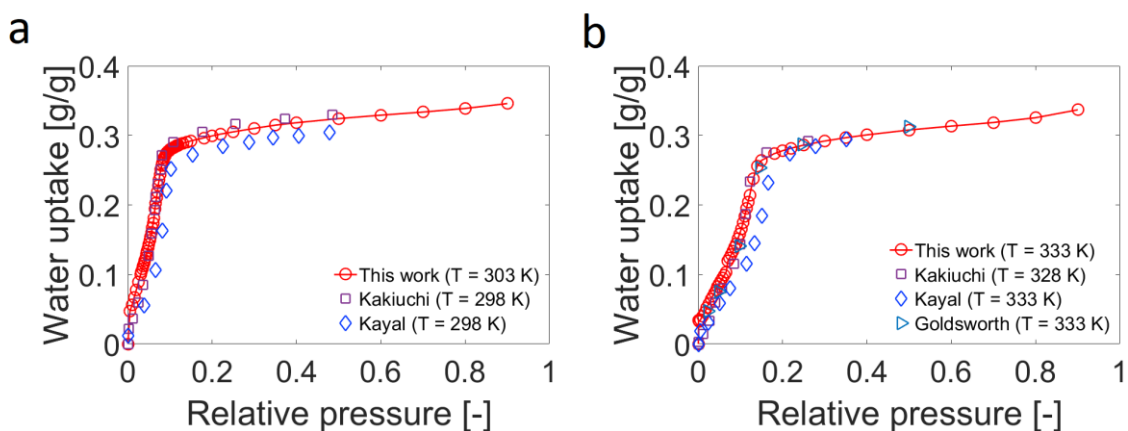 a
Water uptake [g/g]
0.4
0.3
0.2
0.1
0
0 0.2 0.4 0.6 0.8 1
Relative pressure [-]
This work (T = 303 K)
Kakiuchi (T = 298 K)
Kayal (T = 298 K)
b
Water uptake [g/g]
0.4
0.3
0.2
0.1
0
0 0.2 0.4 0.6 0.8 1
Relative pressure [-]
This work (T = 333 K)
Kakiuchi (T = 328 K)
Kayal (T = 333 K)
Goldsworth (T = 333 K)